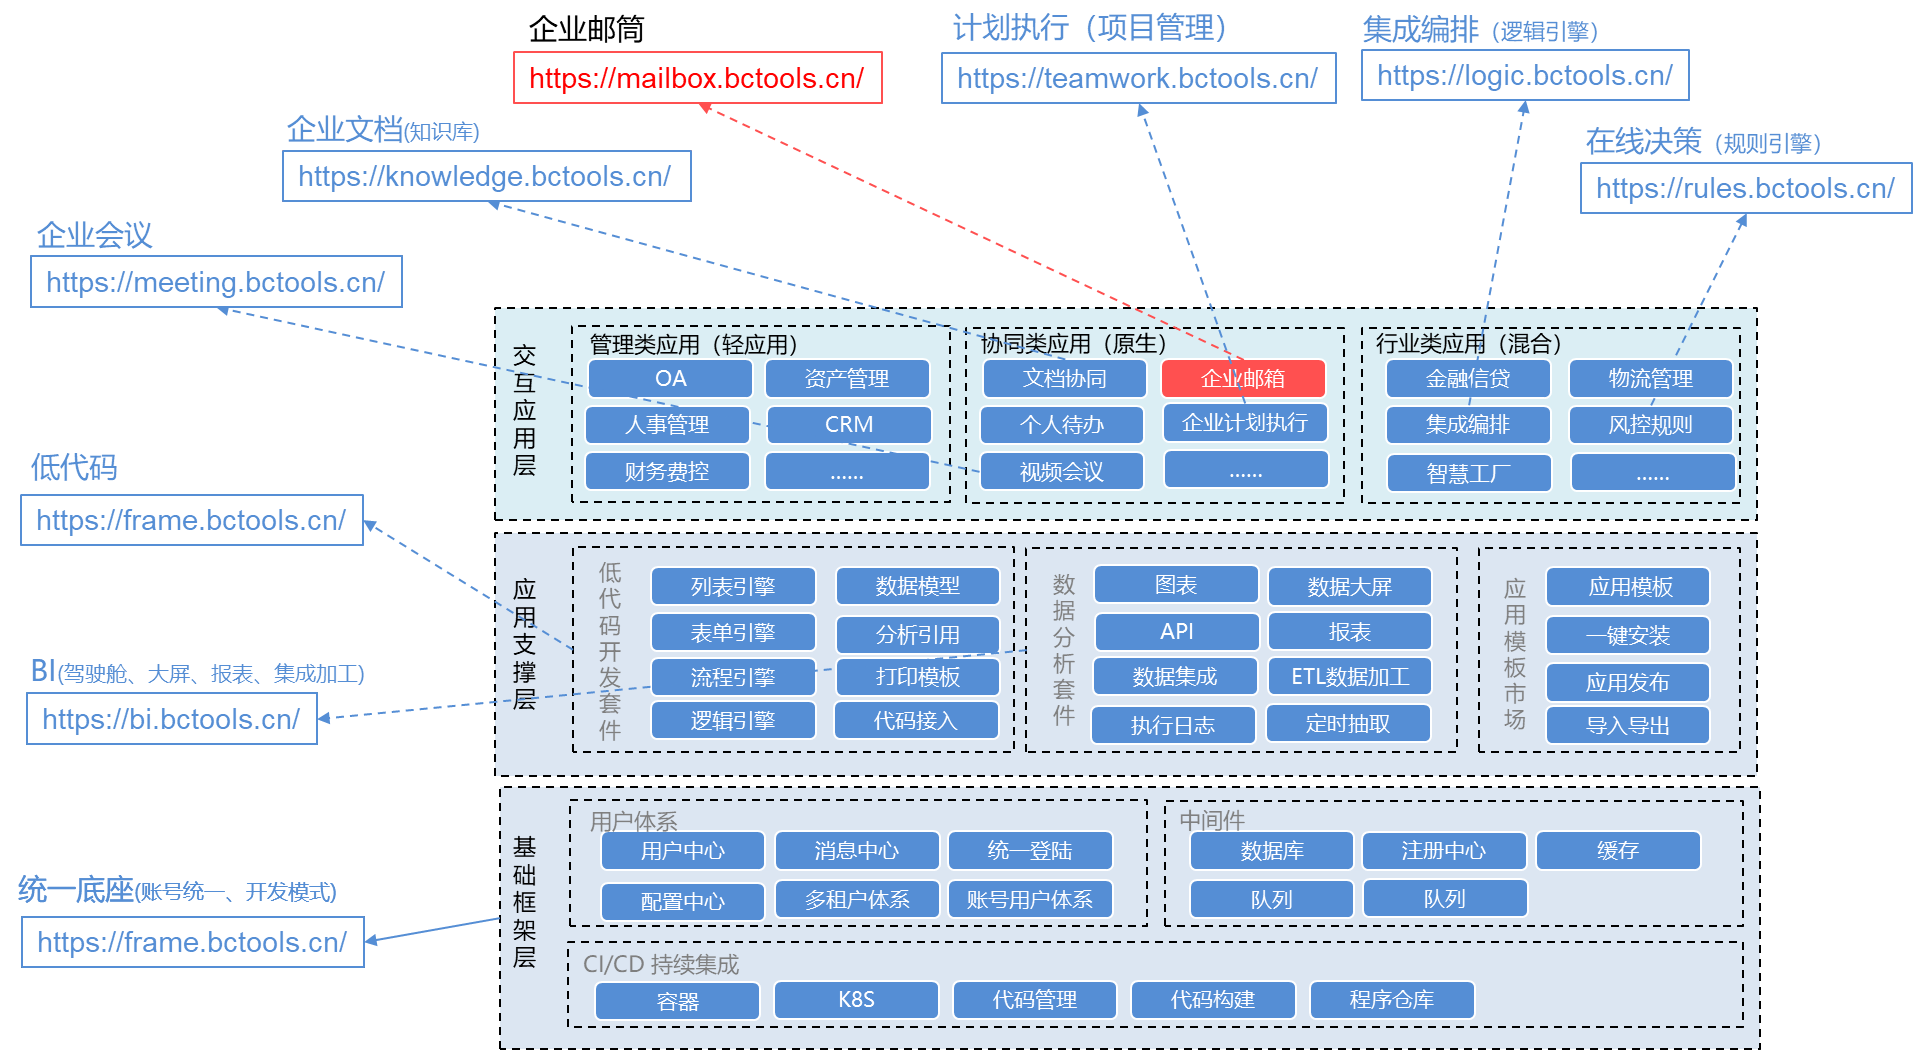 企业邮筒
https://mailbox.bctools.cn/
计划执行（项目管理）
https://teamwork.bctools.cn/
集成编排（逻辑引擎）
https://logic.bctools.cn/
企业文档(知识库)
https://knowledge.bctools.cn/
在线决策（规则引擎）
https://rules.bctools.cn/
企业会议
https://meeting.bctools.cn/
低代码
https://frame.bctools.cn/
BI(驾驶舱、大屏、报表、集成加工)
https://bi.bctools.cn/
统一底座(账号统一、开发模式)
https://frame.bctools.cn/
交互应用层
管理类应用（轻应用）
OA
资产管理
人事管理
CRM
财务费控
......
协同类应用（原生）
文档协同
企业邮箱
个人待办
企业计划执行
视频会议
......
行业类应用（混合）
金融信贷
物流管理
集成编排
风控规则
智慧工厂
......
应用支撑层
低代码开发套件
列表引擎
数据模型
表单引擎
分析引用
流程引擎
打印模板
逻辑引擎
代码接入
数据分析套件
图表
数据大屏
API
报表
数据集成
ETL数据加工
执行日志
定时抽取
应用模板市场
应用模板
一键安装
应用发布
导入导出
基础框架层
用户体系
用户中心
消息中心
统一登陆
配置中心
多租户体系
账号用户体系
中间件
数据库
注册中心
缓存
队列
队列
CI/CD 持续集成
容器
K8S
代码管理
代码构建
程序仓库